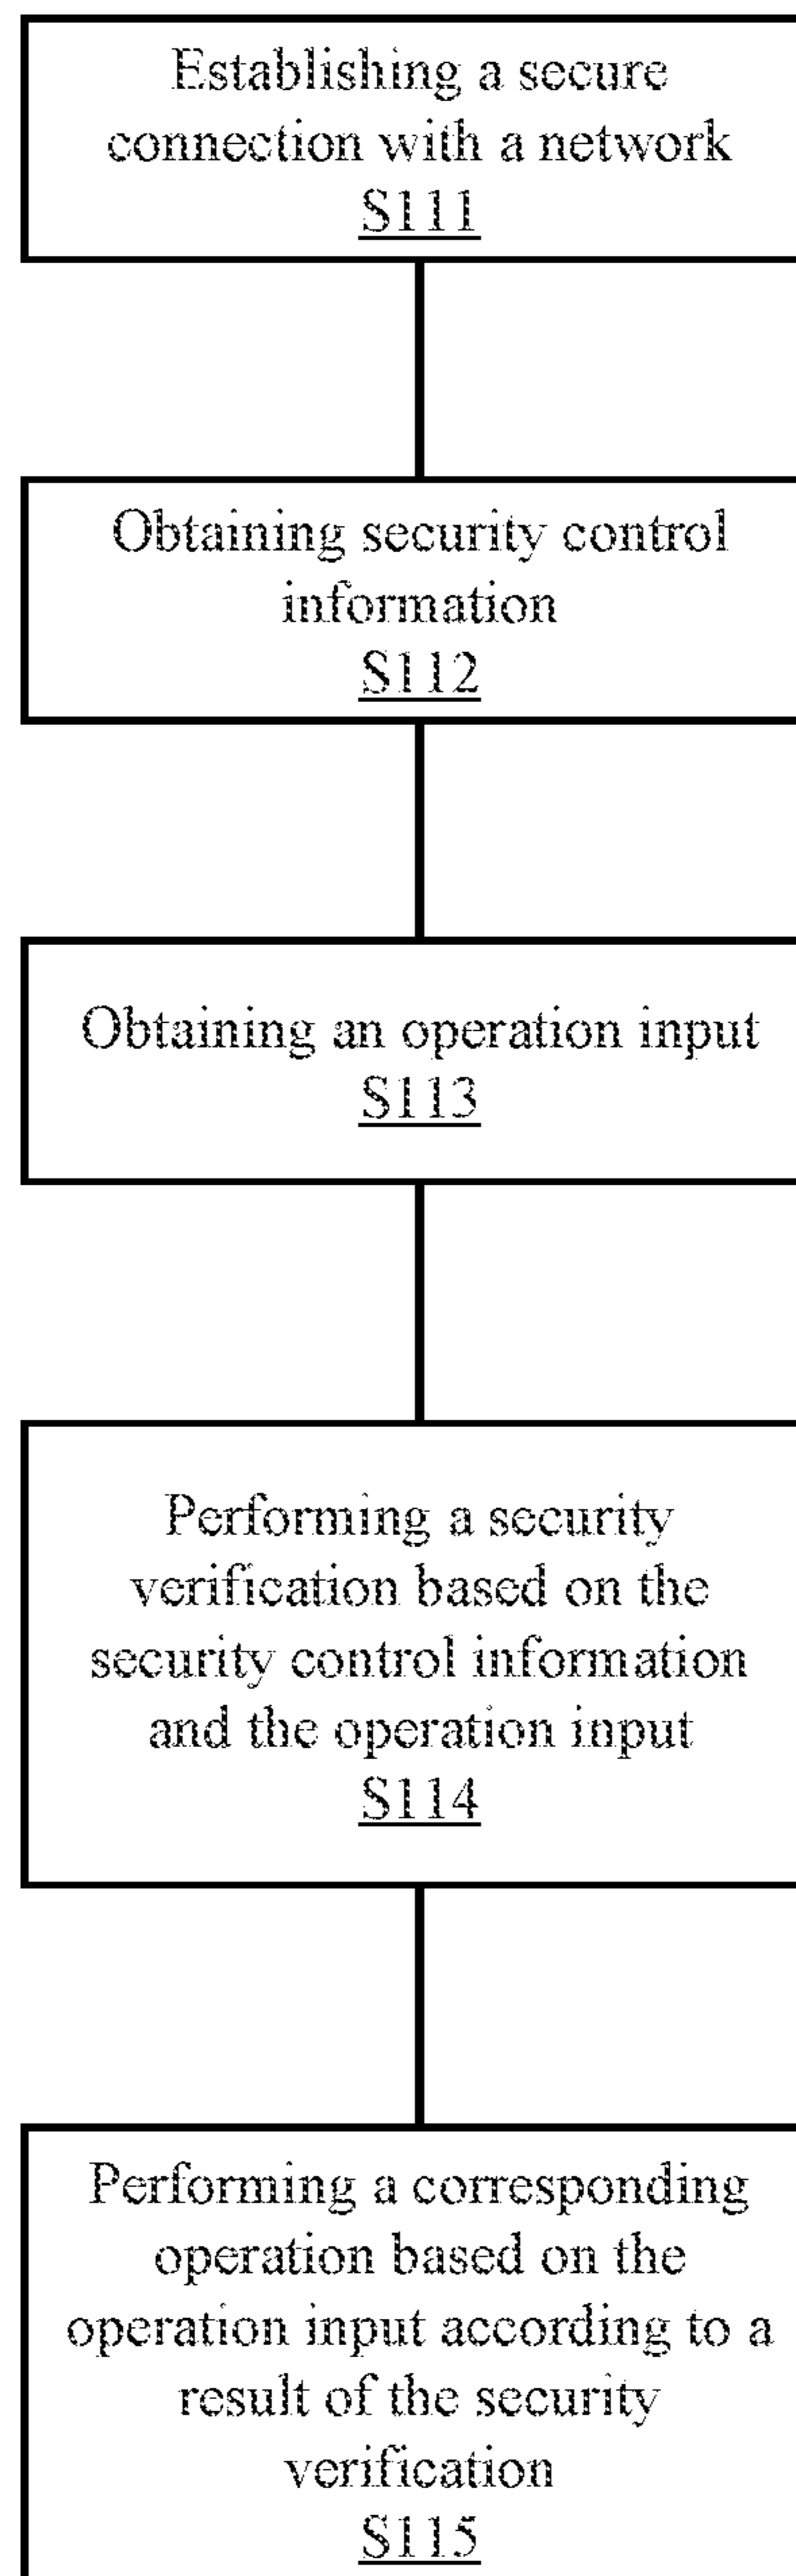 Establishing a secure
connection with a network
S111
Obtaining security control
information
S112
Obtaining an operation input
S113
Performing a security
verification based on the
security control information
and the operation input
S114
Performing a corresponding
operation based on the
operation input according to a
result of the security
verification
S115